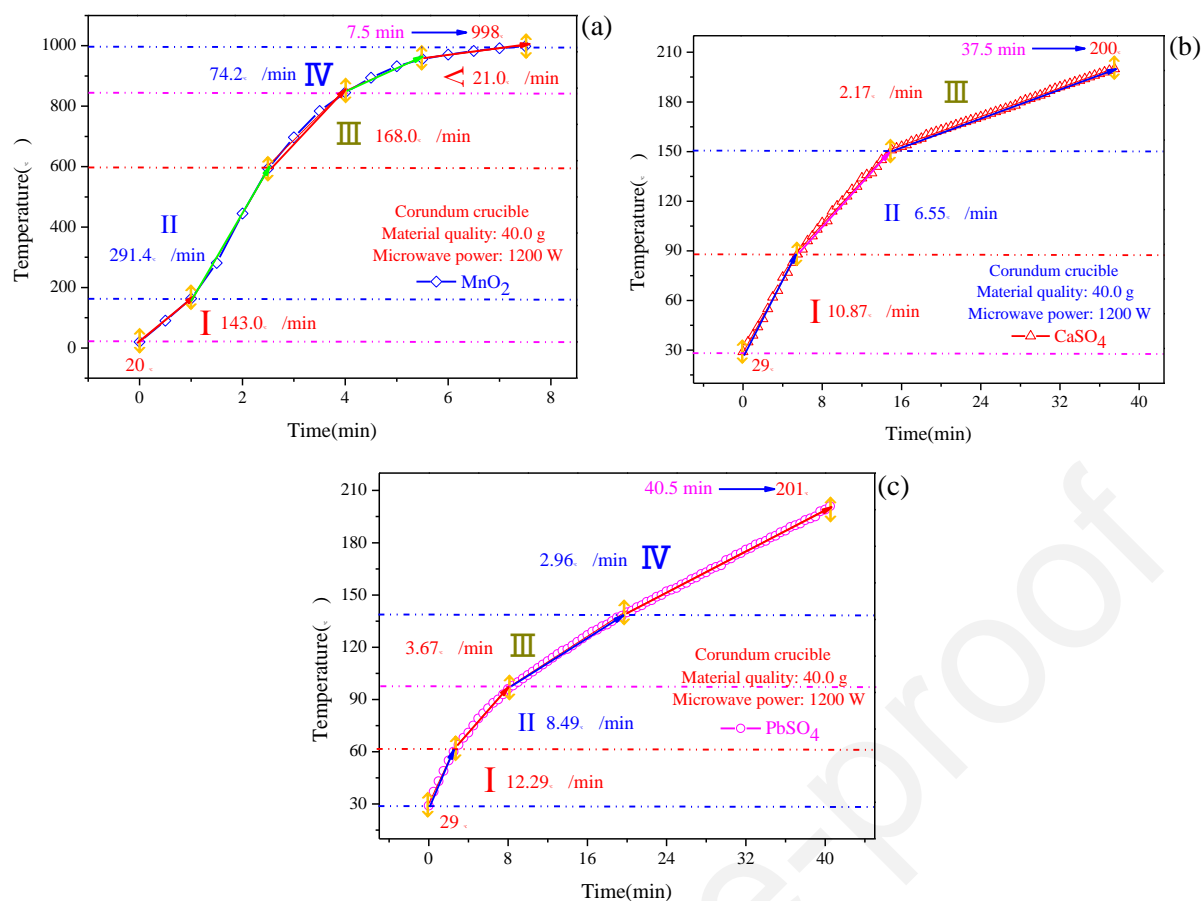 (a)
7.5 min 998
1000
74.2 /min IV V 21.0 /min
800
III 168.0 /min
600
II
291.4 /min
400
Corundum crucible
Material quality: 40.0 g
Microwave power: 1200 W
MnO2
200
I 143.0 /min
0
20
0 2 4 6 8
Time(min)
Temperature( )
(b)
37.5 min 200
210
2.17 /min III
180
150
120
II 6.55 /min
90
Corundum crucible
Material quality: 40.0 g
Microwave power: 1200 W
CaSO4
I 10.87 /min
60
30
29
0 8 16 24 32 40
Time(min)
Temperature( )
(c)
40.5 min 201
210
180
2.96 /min IV
150
120
3.67 /min III
Corundum crucible
Material quality: 40.0 g
Microwave power: 1200 W
PbSO4
90
II 8.49 /min
60
I 12.29 /min
30
29
0 8 16 24 32 40
Time(min)
Temperature( )
e-proof